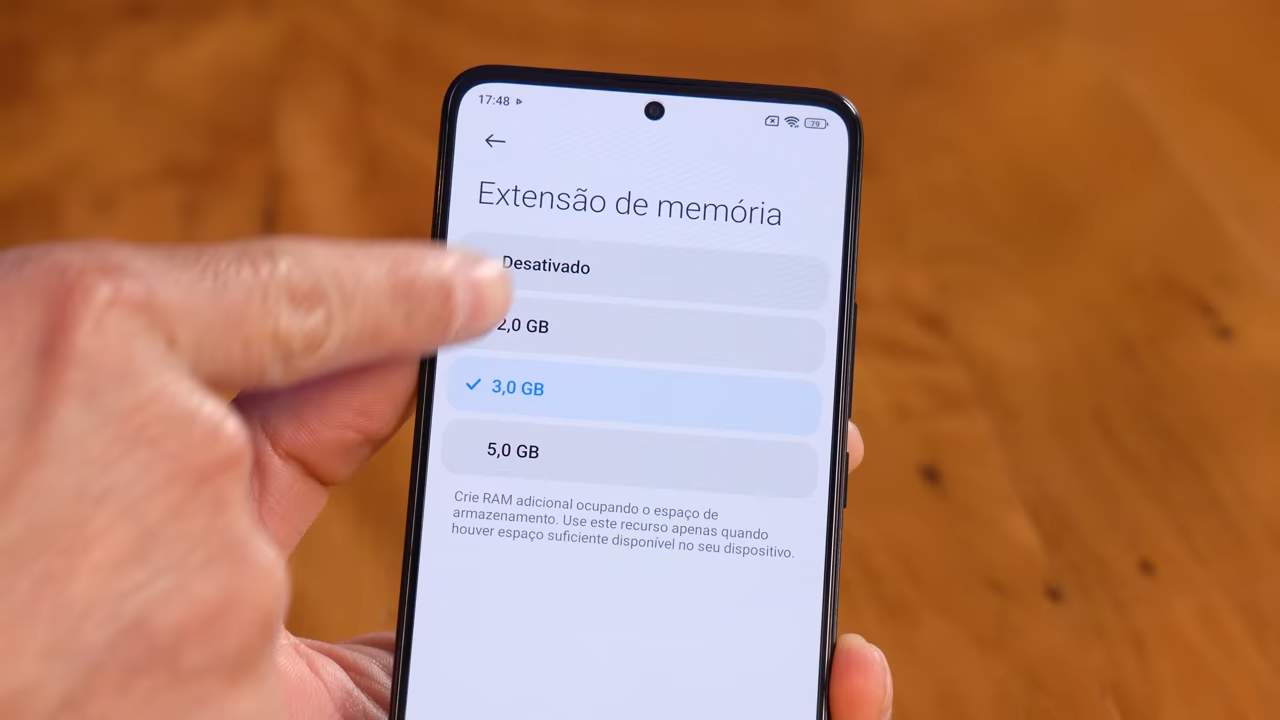 17:48
79
Extensão de memória
Desativado
2,0 GB
3,0 GB
5,0 GB
Crie RAM adicional ocupando o espaço de
armazenamento. Use este recurso apenas quando
houver espaço suficiente disponível no seu dispositivo.